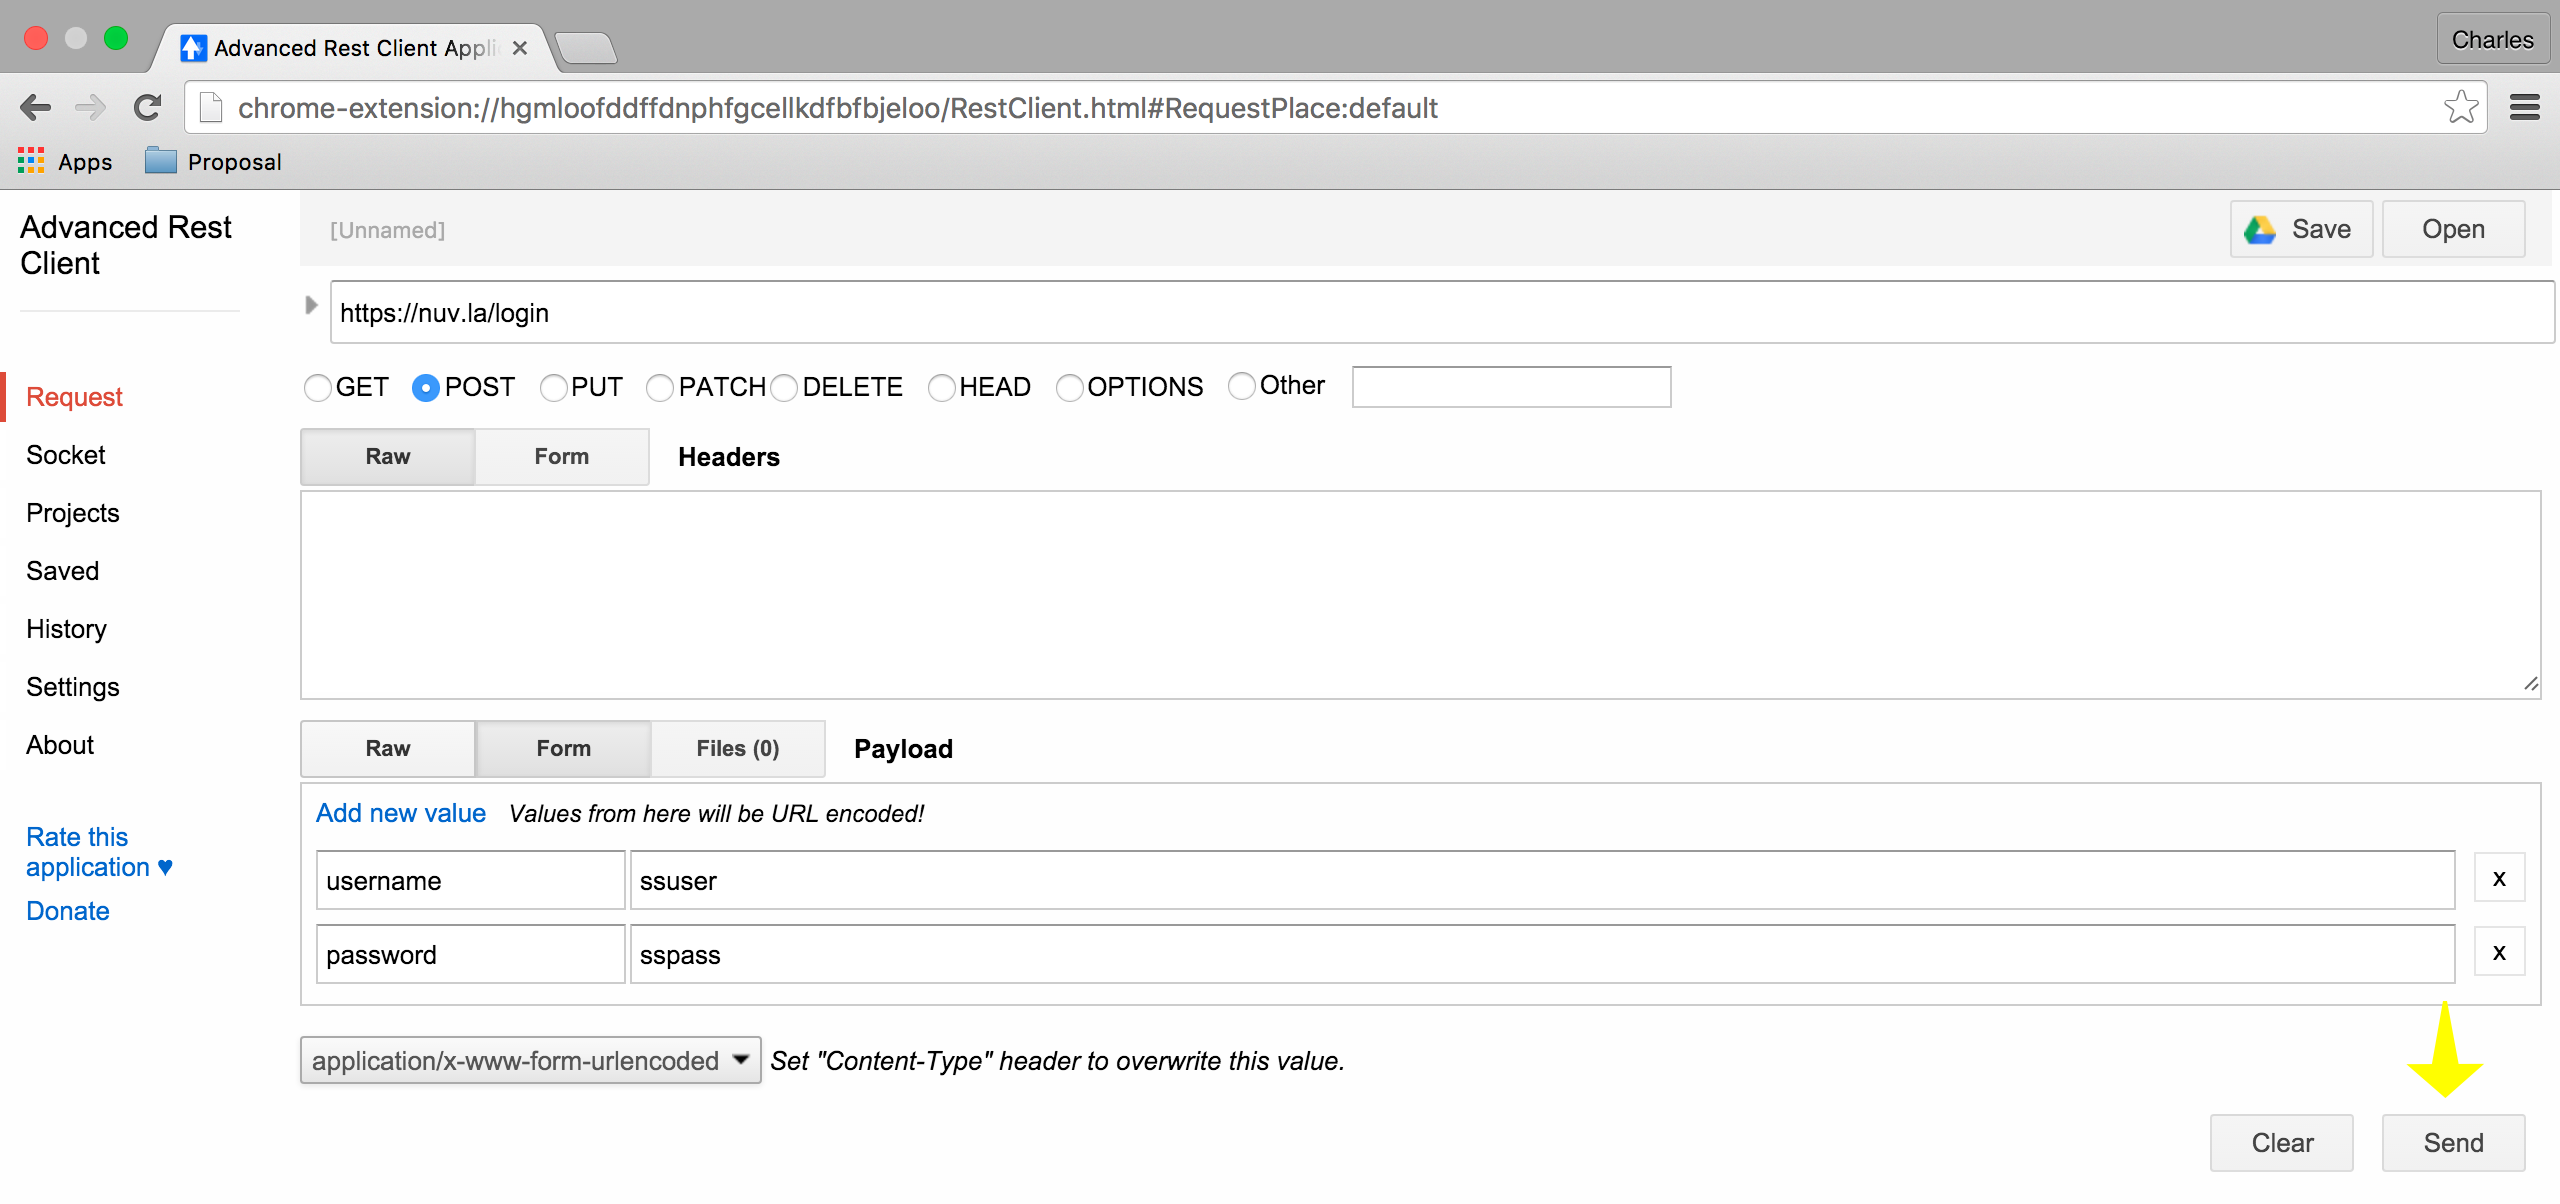 Advanced Rest Client Appli
Charles
chrome-extension://hgmloofddffdnphfgcellkdfbfbjeloo/RestClient.html#RequestPlace:default
Apps
Proposal
Advanced Rest
Client
[Unnamed]
Save
Open
https://nuv.la/login
GET POST PUT PATCH DELETE HEAD OPTIONS Other
Request
Socket
Projects
Saved
History
Settings
About
Rate this
application ♥
Donate
Raw Form Headers
Raw Form Files (0) Payload
Add new value Values from here will be URL encoded!
username ssuser x
password sspass x
application/x-www-form-urlencoded Set "Content-Type" header to overwrite this value.
Clear Send